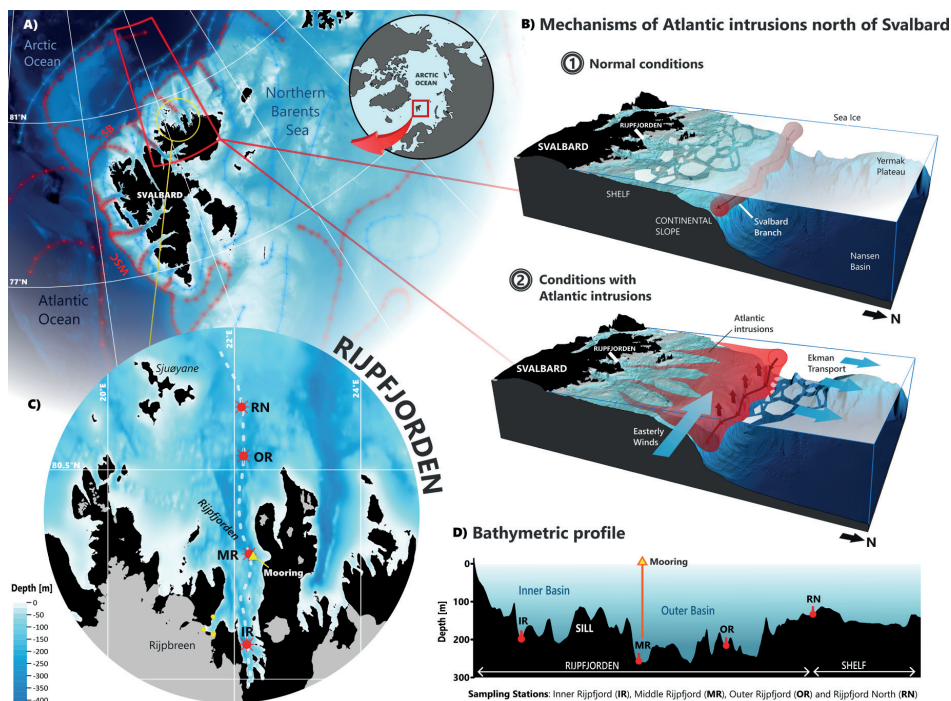 A)
Arctic
Ocean
81°N
SB
Northern
Barents
Sea
ARCTIC
OCEAN
SVALBARD
WSC
77°N
Atlantic
Ocean
B) Mechanisms of Atlantic intrusions north of Svalbard
1 Normal conditions
Sea Ice
RIJPFJORDEN
SVALBARD
Yermak
Plateau
SHELF
CONTINENTAL
SLOPE
Svalbard
Branch
Nansen
Basin
N
2 Conditions with
Atlantic intrusions
Atlantic
intrusions
RIJPFJORDEN
SVALBARD
Ekman
Transport
Easterly
Winds
N
C)
RIJPFJORDEN
22°E
20°E
24°E
Sjuøyane
RN
OR
80.5°N
Rijpfjorden
MR
Mooring
IR
Rijpbreen
Depth [m]
0
-50
-100
-150
-200
-250
-300
-350
-400
D) Bathymetric profile
Mooring
Depth [m]
0
100
200
300
Inner Basin
Outer Basin
IR
SILL
MR
OR
RN
RIJPFJORDEN
SHELF
Sampling Stations: Inner Rijpfjord (IR), Middle Rijpfjord (MR), Outer Rijpfjord (OR) and Rijpfjord North (RN)